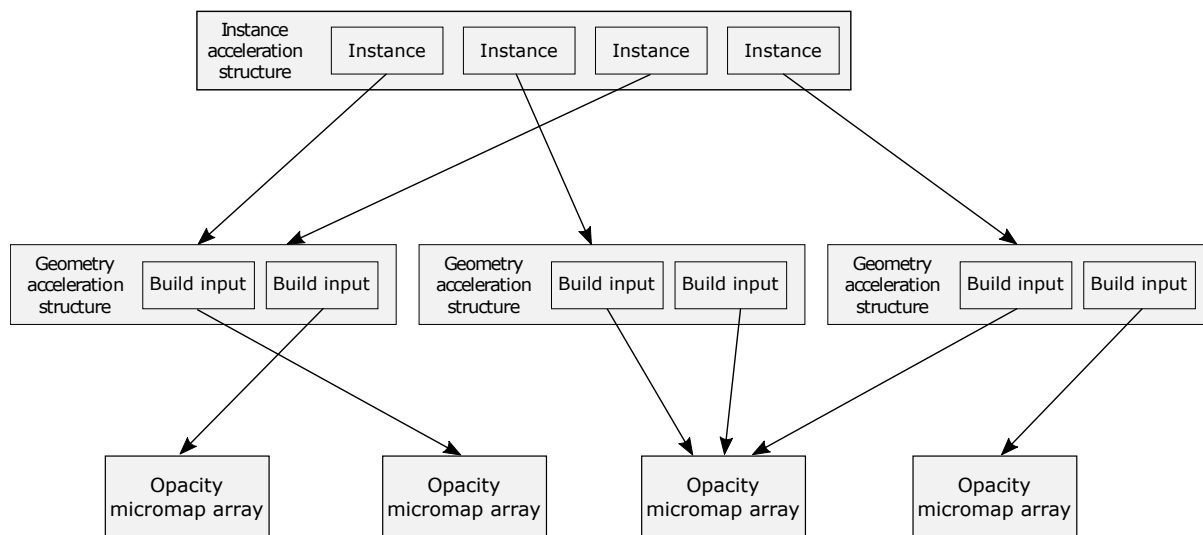 Instance
acceleration
structure
Instance
Instance
Instance
Instance
Geometry
acceleration
structure
Build input
Build input
Geometry
acceleration
structure
Build input
Build input
Geometry
acceleration
structure
Build input
Build input
Opacity
micromap array
Opacity
micromap array
Opacity
micromap array
Opacity
micromap array